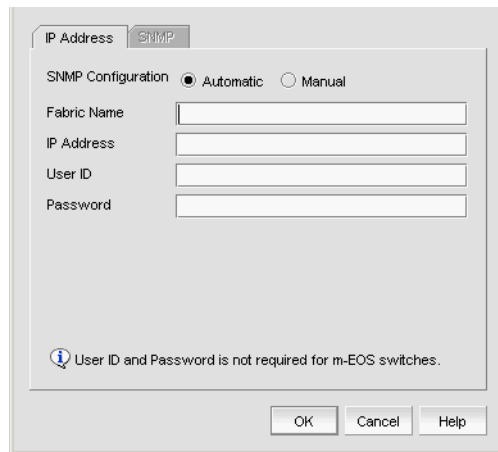 IP Address SNMP
SNMP Configuration Automatic Manual
Fabric Name
IP Address
User ID
Password
User ID and Password is not required for m-EOS switches.
OK Cancel Help